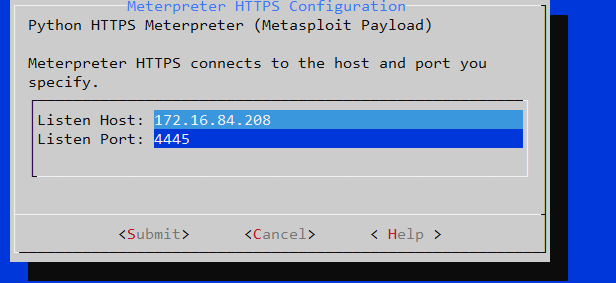 Meterpreter HTTPS Configuration
Python HTTPS Meterpreter (Metasploit Payload)
Meterpreter HTTPS connects to the host and port you
specify.
Listen Host: 172.16.84.208
Listen Port: 4445
<Submit> <Cancel> < Help >